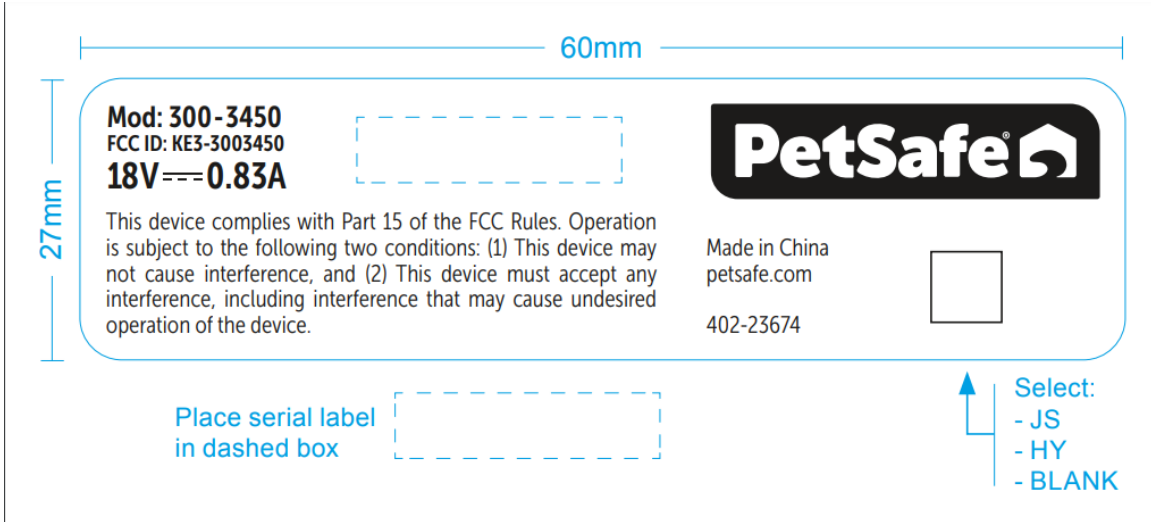 60mm
27mm
Mod: 300-3450
FCC ID: KE3-3003450
18V⎓0.83A
This device complies with Part 15 of the FCC Rules. Operation
is subject to the following two conditions: (1) This device may
not cause interference, and (2) This device must accept any
interference, including interference that may cause undesired
operation of the device.
PetSafe®
Made in China
petsafe.com
402-23674
Place serial label
in dashed box
Select:
- JS
- HY
- BLANK